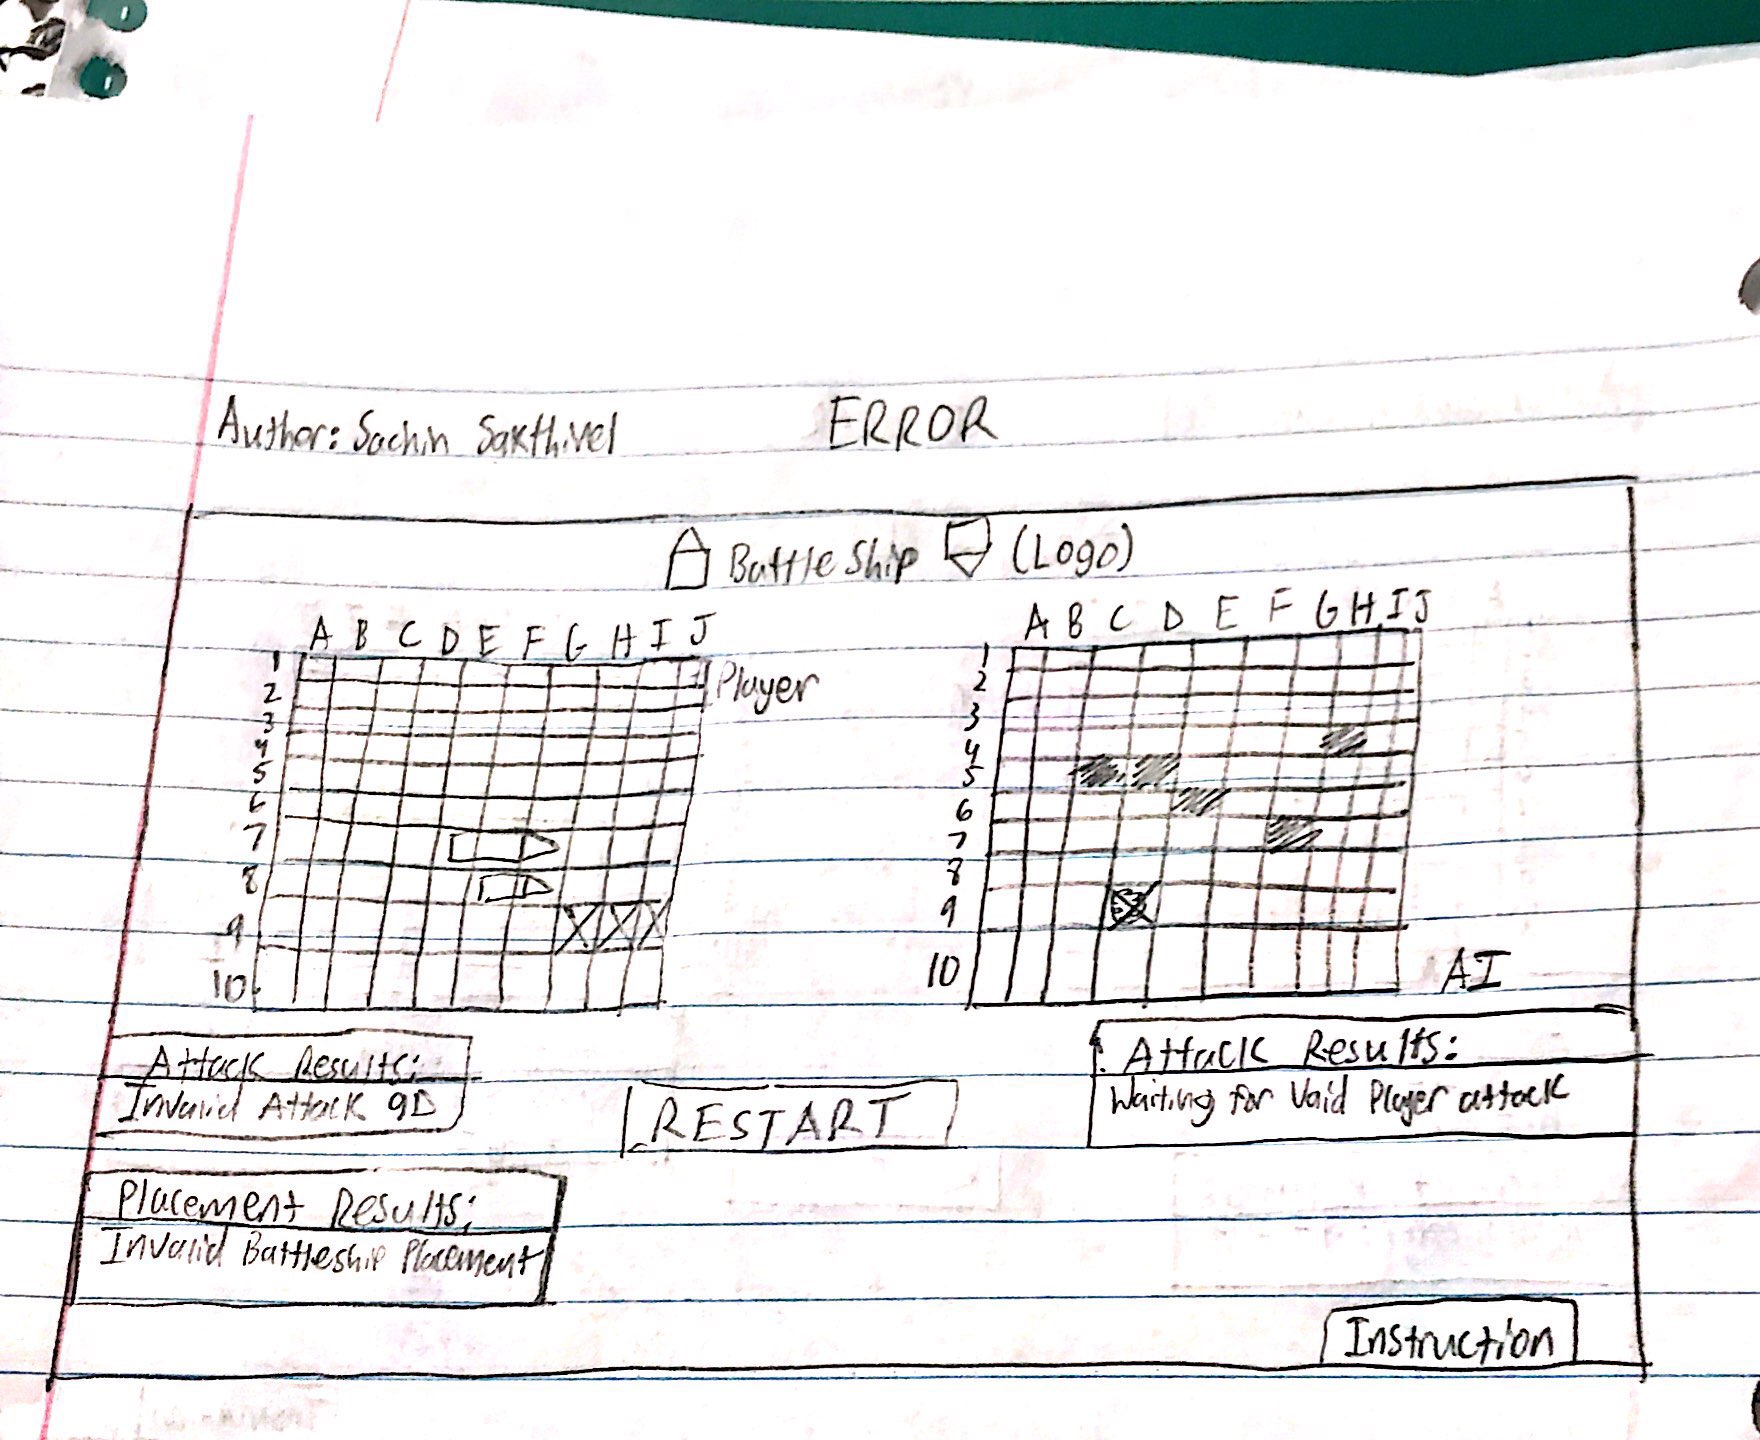 Author: Sachin Sakthivel
ERROR
BattleShip (Logo)
A B C D E F G H I J
1
2
3
4
5
6
7
8
9
10
Player
A B C D E F G H I J
1
2
3
4
5
6
7
8
9
10
AI
Attack Results:
Invalid Attack 9D
RESTART
Attack Results:
Waiting for Vaid Player attack
Placement Results:
Invalid Battleship Placement
Instruction